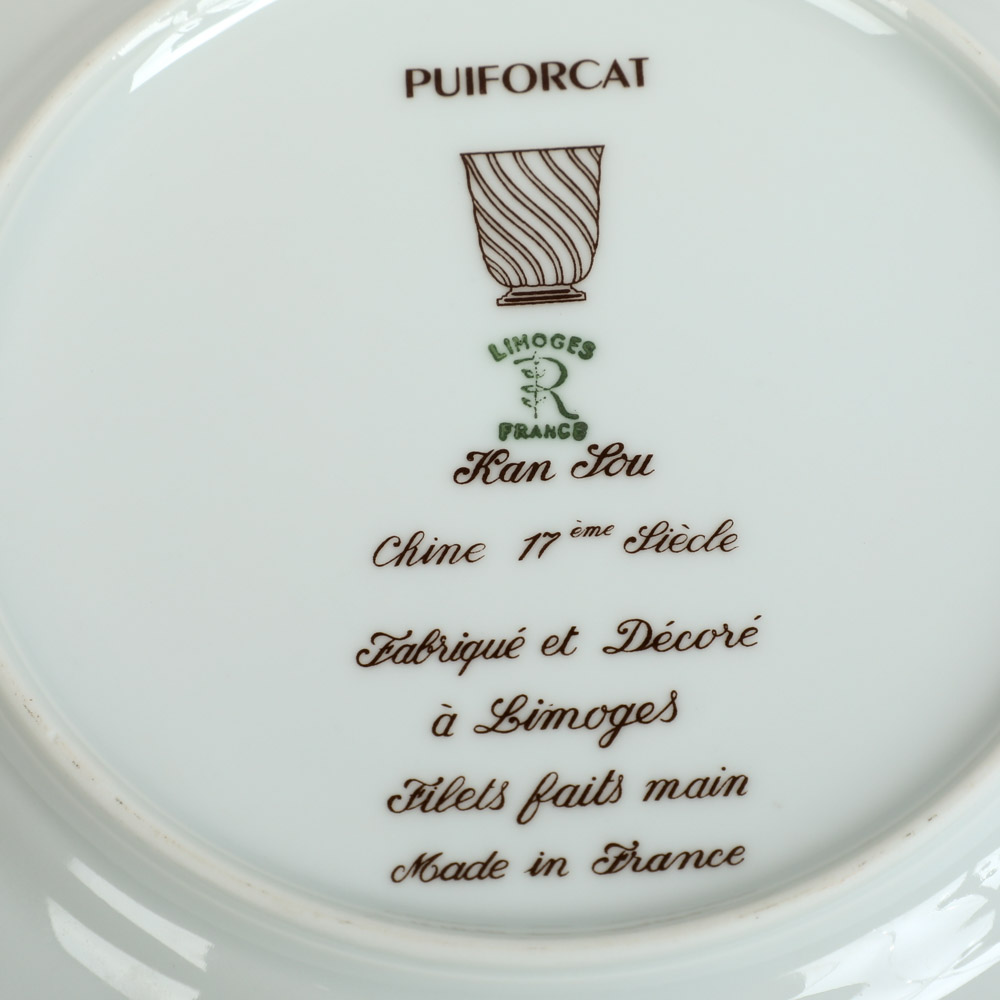 PUIFORCAT
LIMOGES
R
FRANCE
Kan Sou
Chine 17ème Siècle
Fabriqué et Décoré
à Limoges
Filets faits main
Made in France